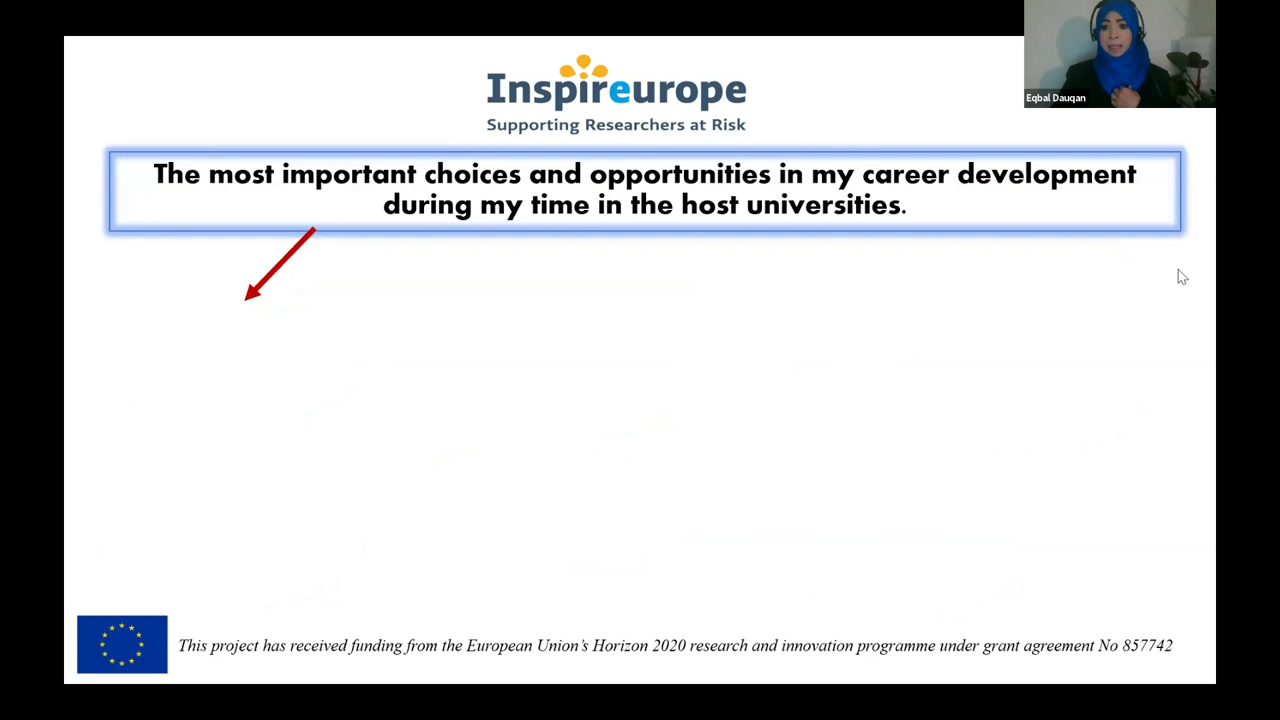 Inspireurope
Supporting Researchers at Risk
Eqbal Dauqan
The most important choices and opportunities in my career development
during my time in the host universities.
This project has received funding from the European Union's Horizon 2020 research and innovation programme under grant agreement No 857742